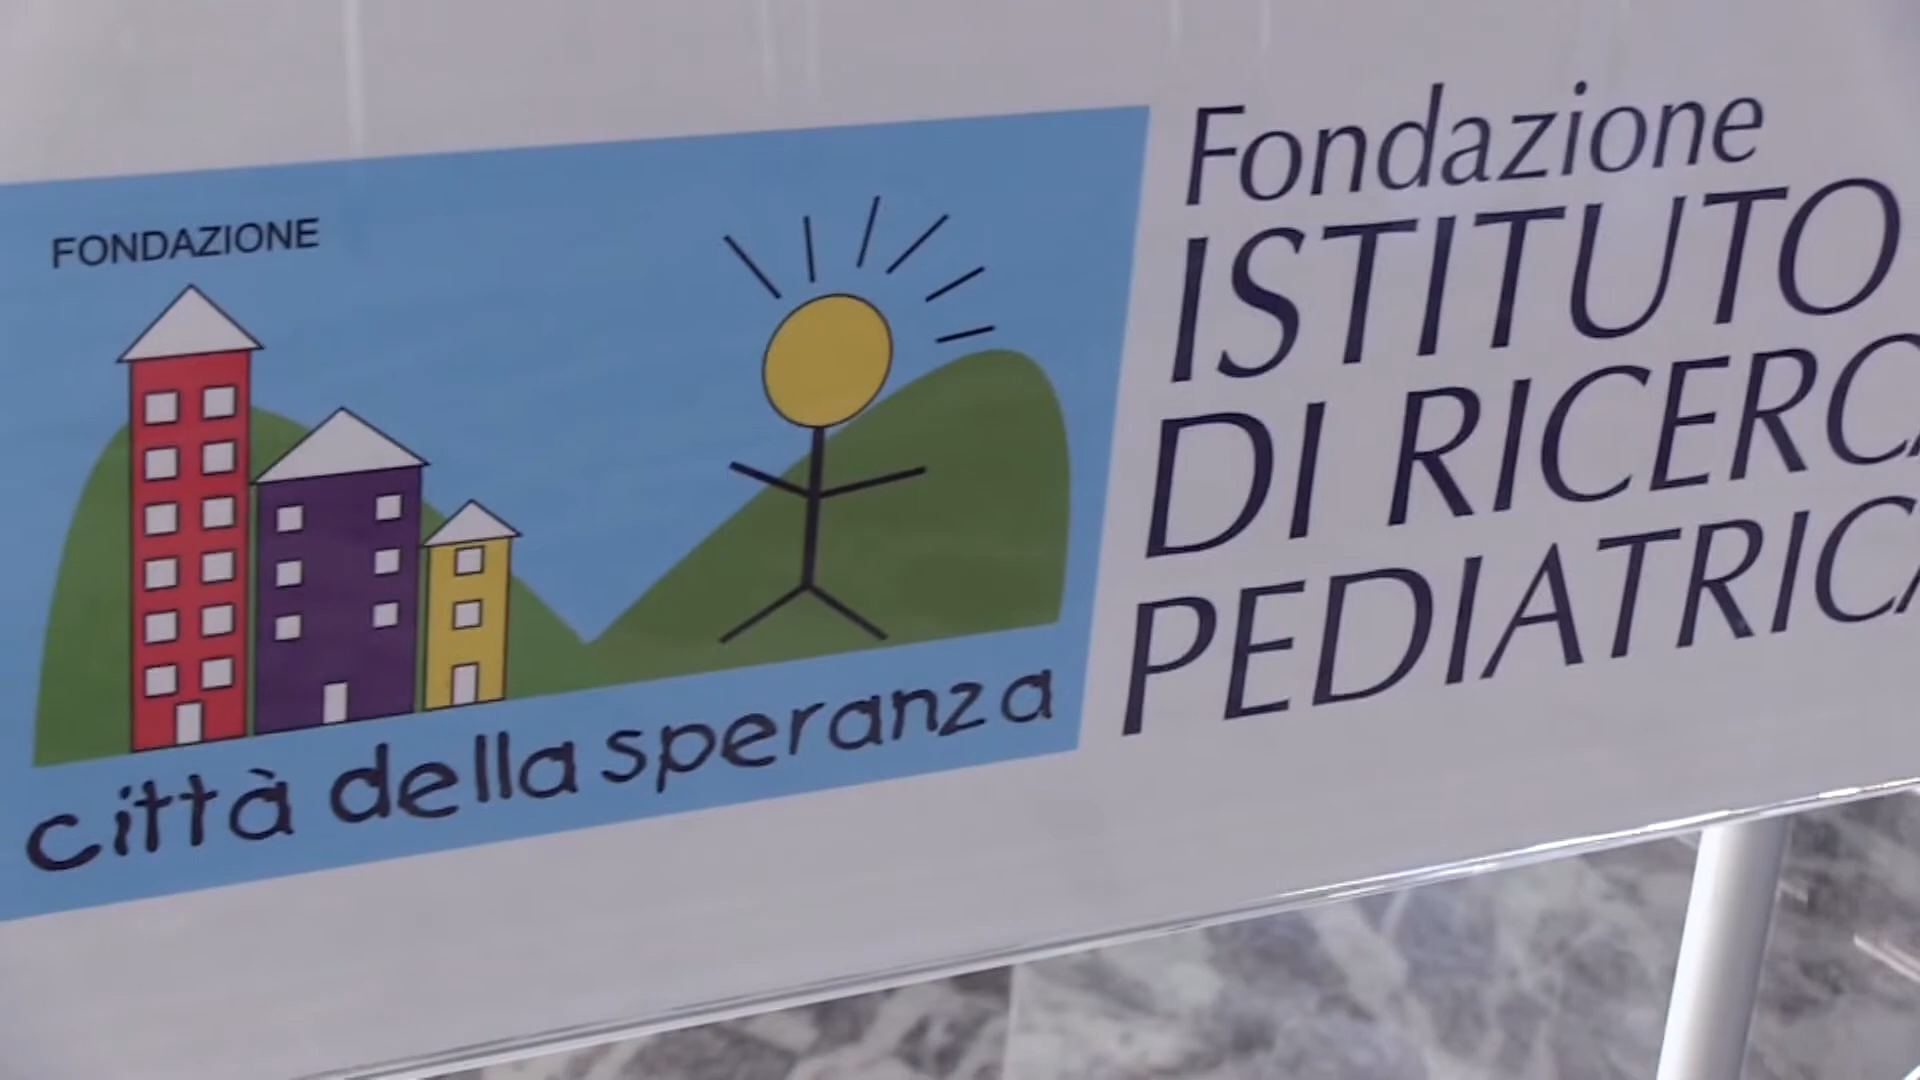 FONDAZIONE
città della speranza
Fondazione
ISTITUTO
DI RICERCA
PEDIATRICA